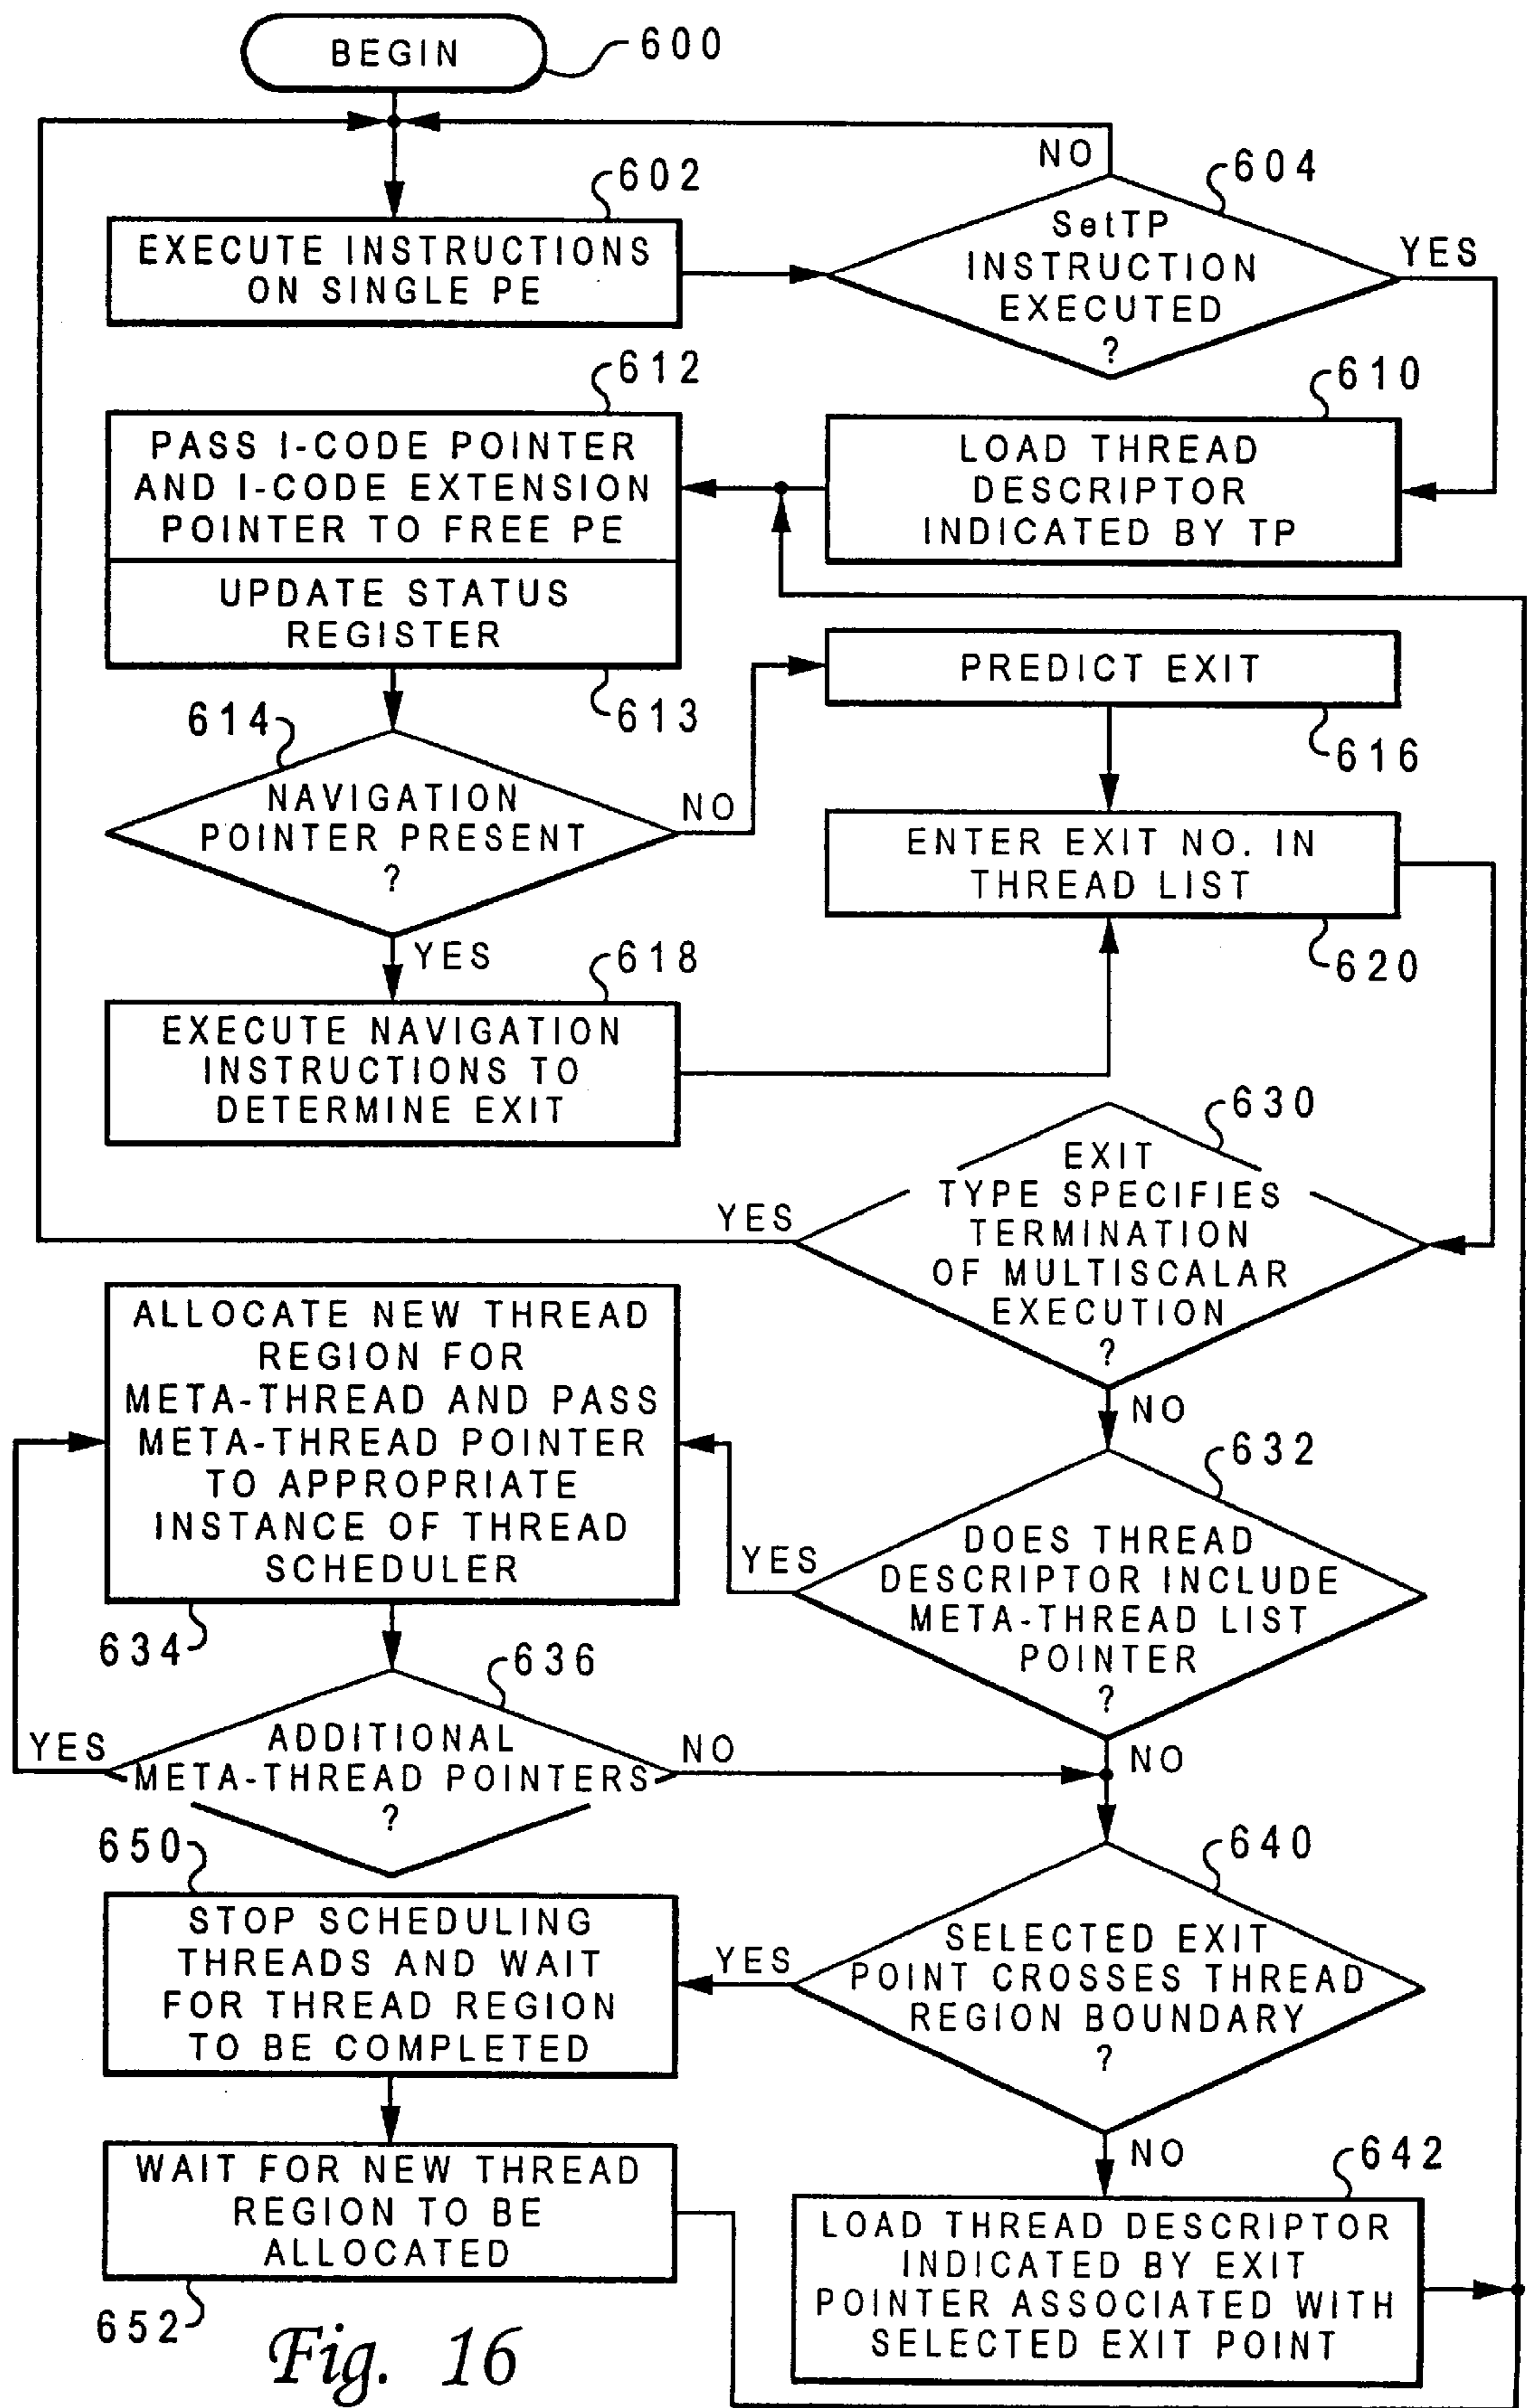 BEGIN
600
602
EXECUTE INSTRUCTIONS
ON SINGLE PE
NO
604
SetTP
INSTRUCTION
EXECUTED
?
YES
612
PASS I-CODE POINTER
AND I-CODE EXTENSION
POINTER TO FREE PE
UPDATE STATUS
REGISTER
613
610
LOAD THREAD
DESCRIPTOR
INDICATED BY TP
614
NAVIGATION
POINTER PRESENT
?
NO
YES
PREDICT EXIT
616
ENTER EXIT NO. IN
THREAD LIST
620
618
EXECUTE NAVIGATION
INSTRUCTIONS TO
DETERMINE EXIT
630
EXIT
TYPE SPECIFIES
TERMINATION
OF MULTISCALAR
EXECUTION
?
YES
NO
ALLOCATE NEW THREAD
REGION FOR
META-THREAD AND PASS
META-THREAD POINTER
TO APPROPRIATE
INSTANCE OF THREAD
SCHEDULER
634
632
DOES THREAD
DESCRIPTOR INCLUDE
META-THREAD LIST
POINTER
?
YES
NO
636
ADDITIONAL
META-THREAD POINTERS
?
YES
NO
640
SELECTED EXIT
POINT CROSSES THREAD
REGION BOUNDARY
?
YES
NO
650
STOP SCHEDULING
THREADS AND WAIT
FOR THREAD REGION
TO BE COMPLETED
WAIT FOR NEW THREAD
REGION TO BE
ALLOCATED
652
642
LOAD THREAD DESCRIPTOR
INDICATED BY EXIT
POINTER ASSOCIATED WITH
SELECTED EXIT POINT
Fig. 16